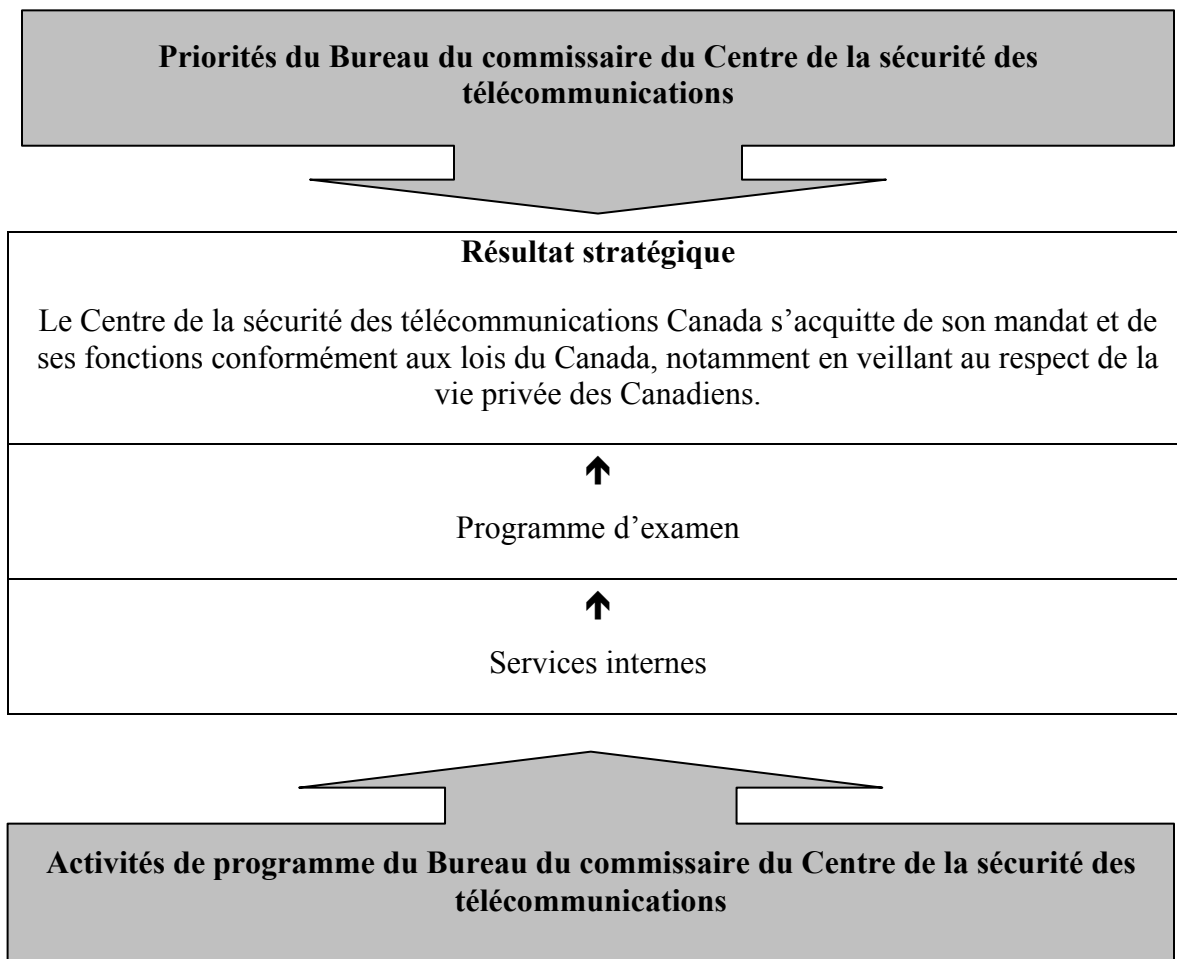 Priorités du Bureau du commissaire du Centre de la sécurité des
télécommunications
Résultat stratégique
Le Centre de la sécurité des télécommunications Canada s’acquitte de son mandat et de
ses fonctions conformément aux lois du Canada, notamment en veillant au respect de la
vie privée des Canadiens.
Programme d’examen
Services internes
Activités de programme du Bureau du commissaire du Centre de la sécurité des
télécommunications